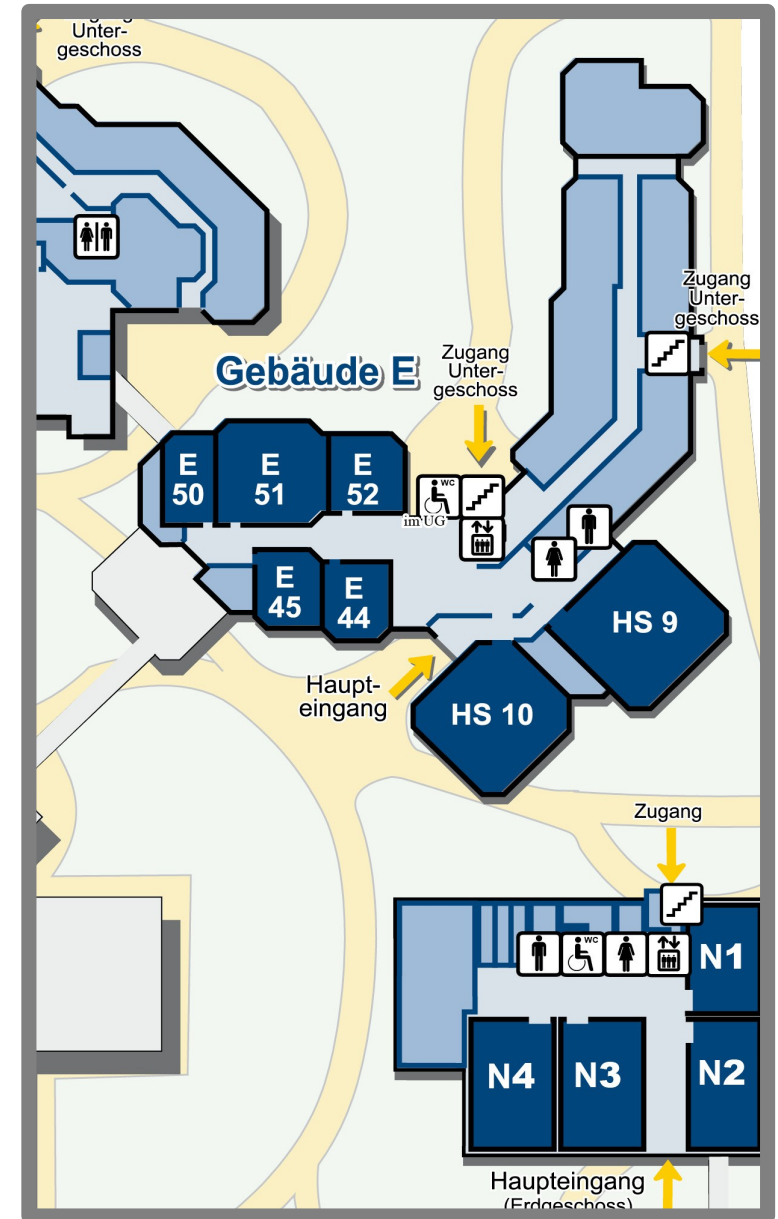 Unter-
geschoss
Zugang
Unter-
geschoss
Gebäude E
Zugang
Unter-
geschoss
E
50
E
51
E
52
WC
im UG
E
45
E
44
HS 9
Haupt-
eingang
HS 10
Zugang
WC
N1
N4
N3
N2
Haupteingang
(Erdgeschoss)